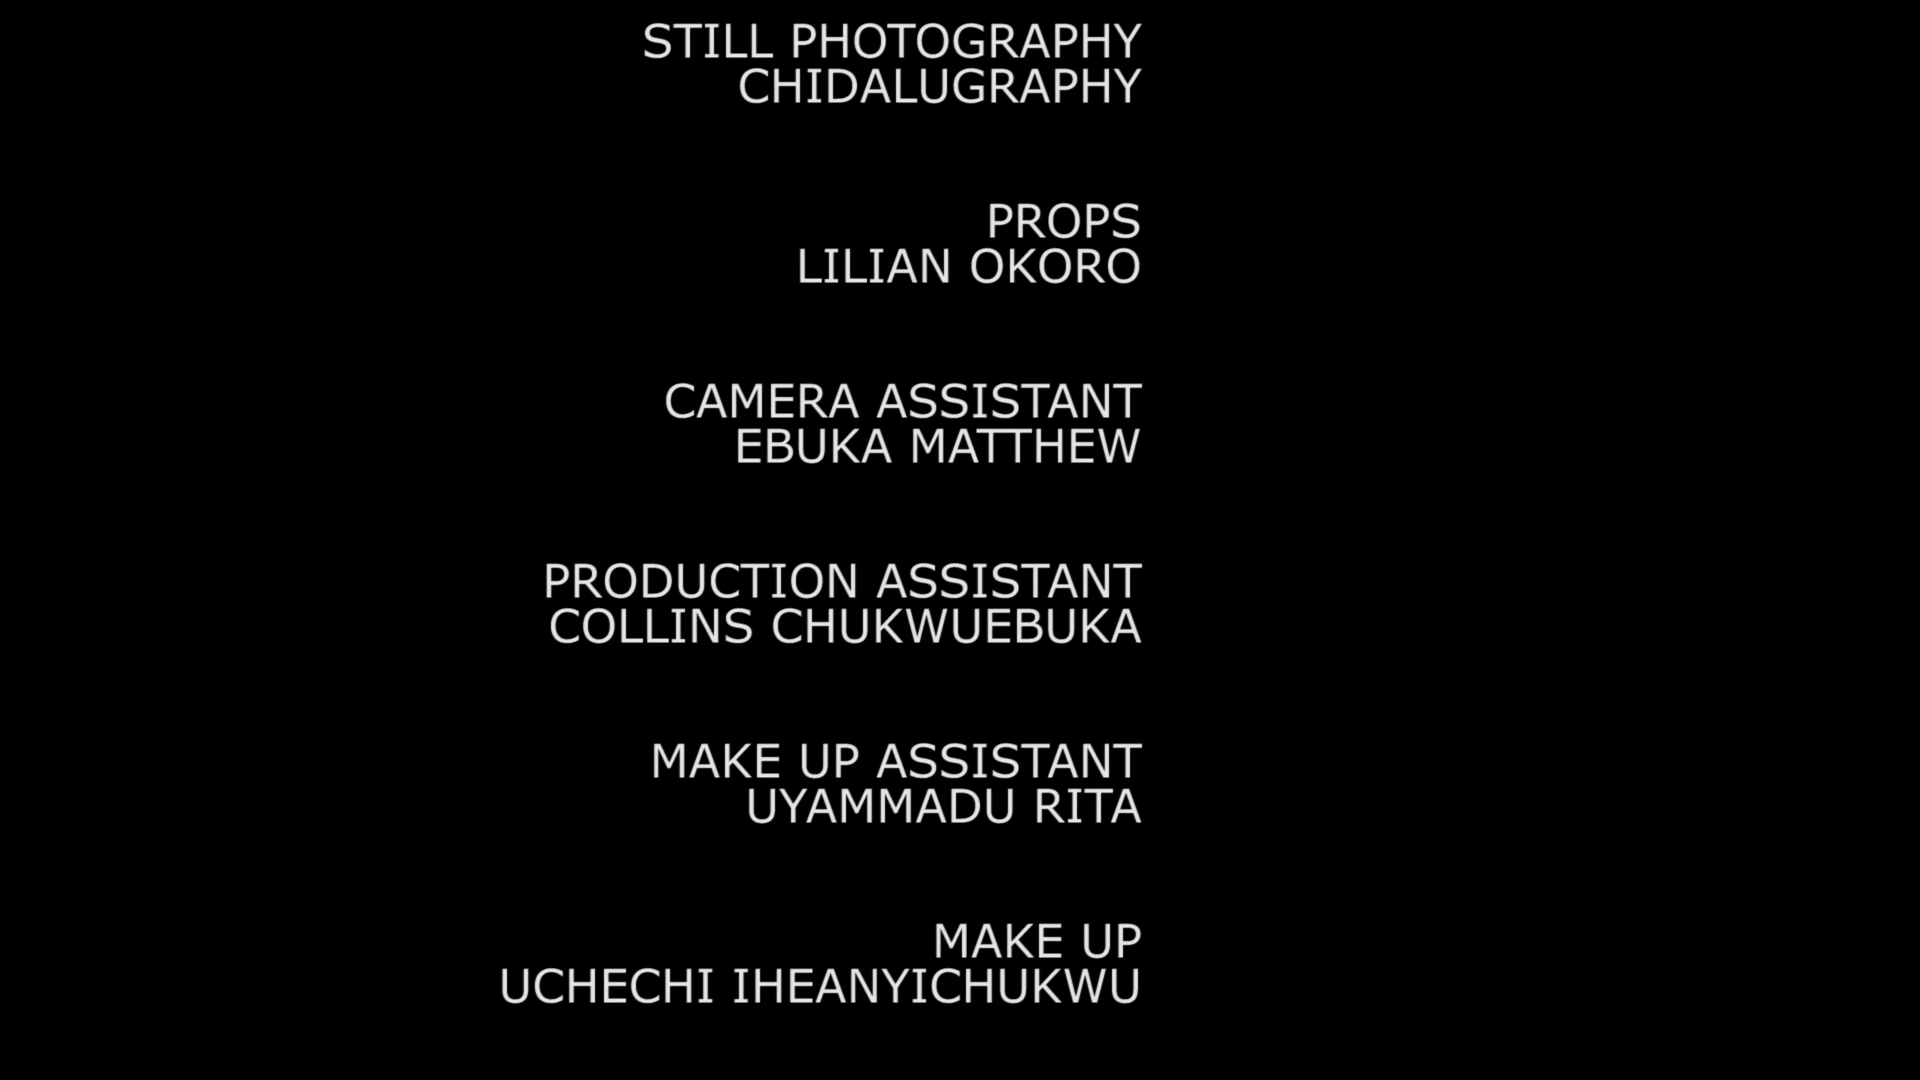 STILL PHOTOGRAPHY
CHIDALUGRAPHY
PROPS
LILIAN OKORO
CAMERA ASSISTANT
EBUKA MATTHEW
PRODUCTION ASSISTANT
COLLINS CHUKWUEBUKA
MAKE UP ASSISTANT
UYAMMADU RITA
MAKE UP
UCHECHI IHEANYICHUKWU